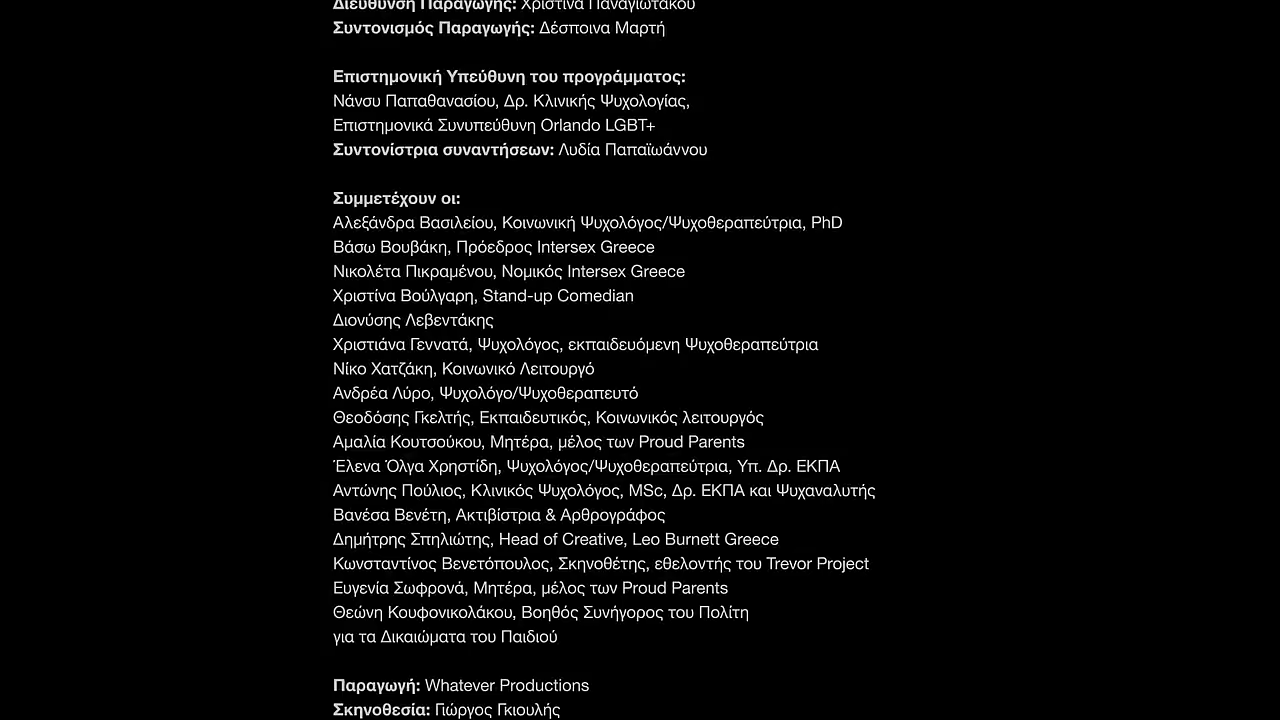 Διεύθυνση Παραγωγής: Χριστίνα Παναγιωτάκου
Συντονισμός Παραγωγής: Δέσποινα Μαρτή
Επιστημονική Υπεύθυνη του προγράμματος:
Νάνσυ Παπαθανασίου, Δρ. Κλινικής Ψυχολογίας,
Επιστημονικά Συνυπεύθυνη Orlando LGBT+
Συντονίστρια συναντήσεων: Λυδία Παπαϊωάννου
Συμμετέχουν οι:
Αλεξάνδρα Βασιλείου, Κοινωνική Ψυχολόγος/Ψυχοθεραπεύτρια, PhD
Βάσω Βουβάκη, Πρόεδρος Intersex Greece
Νικολέτα Πικραμένου, Νομικός Intersex Greece
Χριστίνα Βούλγαρη, Stand-up Comedian
Διονύσης Λεβεντάκης
Χριστιάνα Γεννατά, Ψυχολόγος, εκπαιδευόμενη Ψυχοθεραπεύτρια
Νίκο Χατζάκη, Κοινωνικό Λειτουργό
Ανδρέα Λύρο, Ψυχολόγο/Ψυχοθεραπευτό
Θεοδόσης Γκελτής, Εκπαιδευτικός, Κοινωνικός λειτουργός
Αμαλία Κουτσούκου, Μητέρα, μέλος των Proud Parents
Έλενα Όλγα Χρηστίδη, Ψυχολόγος/Ψυχοθεραπεύτρια, Υπ. Δρ. ΕΚΠΑ
Αντώνης Πούλιος, Κλινικός Ψυχολόγος, MSc, Δρ. ΕΚΠΑ και Ψυχαναλυτής
Βανέσα Βενέτη, Ακτιβίστρια & Αρθρογράφος
Δημήτρης Σπηλιώτης, Head of Creative, Leo Burnett Greece
Κωνσταντίνος Βενετόπουλος, Σκηνοθέτης, εθελοντής του Trevor Project
Ευγενία Σωφρονά, Μητέρα, μέλος των Proud Parents
Θεώνη Κουφονικολάκου, Βοηθός Συνήγορος του Πολίτη
για τα Δικαιώματα του Παιδιού
Παραγωγή: Whatever Productions
Σκηνοθεσία: Γιώργος Γκιουλής